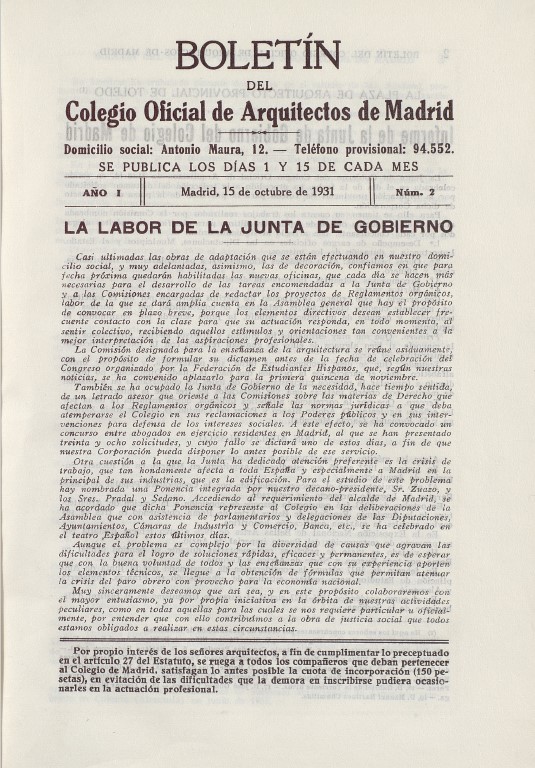 BOLETÍN
DEL
Colegio Oficial de Arquitectos de Madrid
Domicilio social: Antonio Maura, 12. — Teléfono provisional: 94.552.
SE PUBLICA LOS DÍAS 1 Y 15 DE CADA MES
AÑO I
Madrid, 15 de octubre de 1931
Núm. 2
LA LABOR DE LA JUNTA DE GOBIERNO
Casi ultimadas las obras de adaptación que se están efectuando en nuestro domi-
cilio social, y muy adelantadas, asimismo, las de decoración, confiamos en que para
fecha próxima quedarán habilitadas las nuevas oficinas, que cada día se hacen más
necesarias para el desarrollo de las tareas encomendadas a la Junta de Gobierno
y a las Comisiones encargadas de redactar los proyectos de Reglamentos orgánicos,
labor de la que se dará amplia cuenta en la Asamblea general que hay el propósito
de convocar en plazo breve, porque los elementos directivos desean establecer fre-
cuente contacto con la clase para que su actuación responda, en todo momento, al
sentir colectivo, recibiendo aquellos estímulos y orientaciones tan convenientes a la
mejor interpretación de las aspiraciones profesionales.
La Comisión designada para la enseñanza de la arquitectura se reúne asiduamente,
con el propósito de formular su dictamen antes de la fecha de celebración del
Congreso organizado por la Federación de Estudiantes Hispanos, que, según nuestras
noticias, se ha convenido aplazarlo para la primera quincena de noviembre.
También se ha ocupado la Junta de Gobierno de la necesidad, hace tiempo sentida,
de un letrado asesor que oriente a las Comisiones sobre las materias de Derecho que
afectan a los Reglamentos orgánicos y señale las normas jurídicas a que deba
atemperarse el Colegio en sus reclamaciones a los Poderes públicos y en sus inter-
venciones para defensa de los intereses sociales. A este efecto, se ha convocado un
concurso entre abogados en ejercicio residentes en Madrid, al que se han presentado
treinta y ocho solicitudes, y cuyo fallo se dictará uno de estos días, a fin de que
nuestra Corporación pueda disponer lo antes posible de ese servicio.
Otra cuestión a la que la Junta ha dedicado atención preferente es la crisis de
trabajo, que tan hondamente afecta a toda España y especialmente a Madrid en la
principal de sus industrias, que es la edificación. Para el estudio de este problema
hay nombrada una Ponencia integrada por nuestro decano-presidente, Sr. Zuazo, y
los Sres. Pradal y Sedano. Accediendo al requerimiento del alcalde de Madrid, se
ha acordado que dicha Ponencia represente al Colegio en las deliberaciones de la
Asamblea que con asistencia de parlamentarios y delegaciones de las Diputaciones,
Ayuntamientos, Cámaras de Industria y Comercio, Banca, etc., se ha celebrado en
el teatro Español estos últimos días.
Aunque el problema es complejo por la diversidad de causas que agravan las
dificultades para el logro de soluciones rápidas, eficaces y permanentes, es de esperar
que con la buena voluntad de todos y las enseñanzas que con su experiencia aporten
los elementos técnicos, se llegue a la obtención de fórmulas que permitan atenuar
la crisis del paro obrero con provecho para la economía nacional.
Muy sinceramente deseamos que así sea, y en este propósito colaboraremos con
el mayor entusiasmo, ya por propia iniciativa en la órbita de nuestras actividades
peculiares, como en todas aquellas para las cuales se nos requiere particular u oficial-
mente, por entender que con ello contribuímos a la obra de justicia social que todos
estamos obligados a realizar en estas circunstancias.
Por propio interés de los señores arquitectos, a fin de cumplimentar lo preceptuado
en el artículo 27 del Estatuto, se ruega a todos los compañeros que deban pertenecer
al Colegio de Madrid, satisfagan lo antes posible la cuota de incorporación (150 pe-
setas), en evitación de las dificultades que la demora en inscribirse pudiera ocasio-
narles en la actuación profesional.